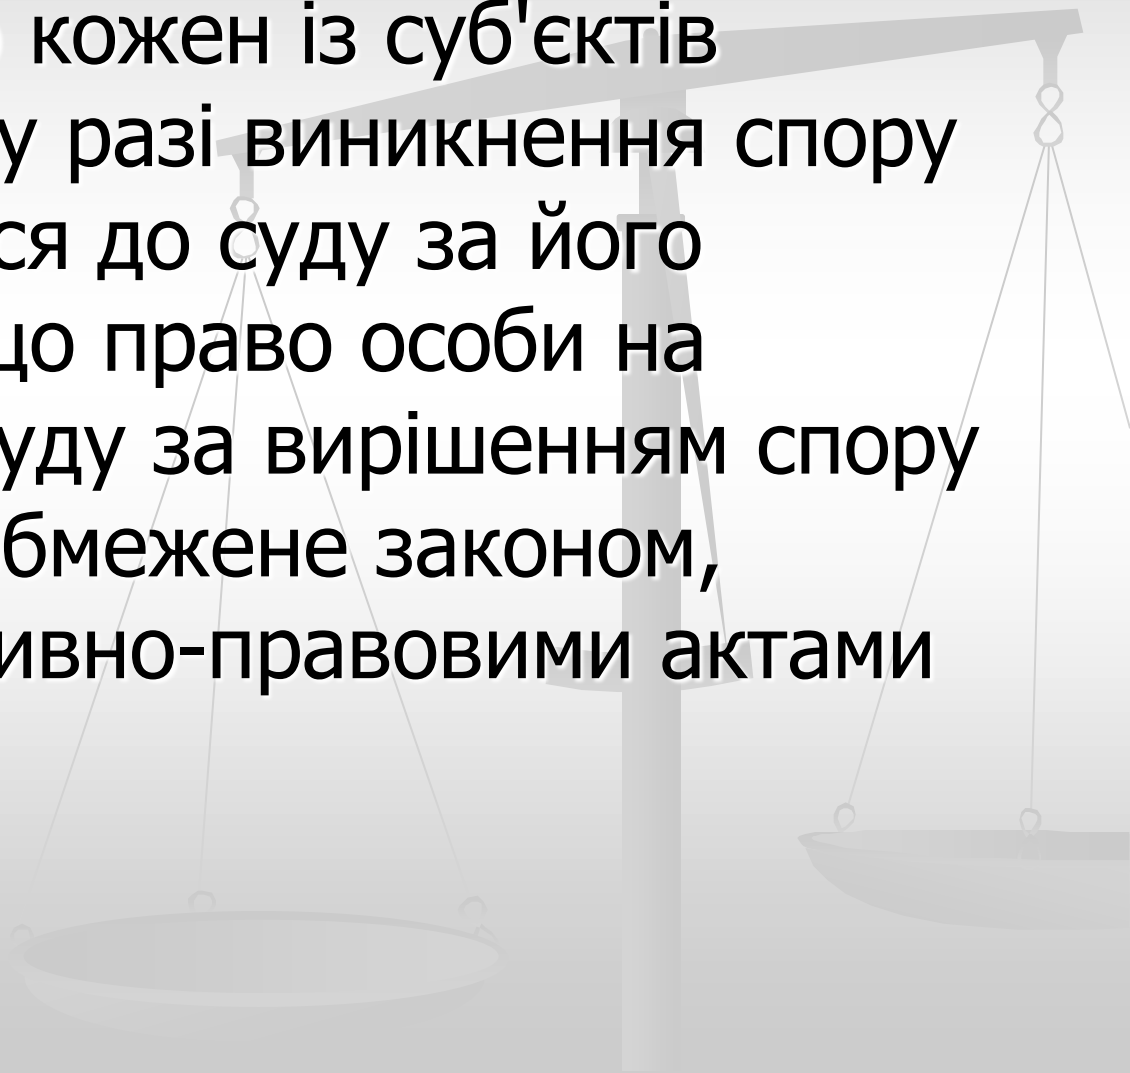 кожен із суб'єктів
у разі виникнення спору
ся до суду за його
що право особи на
уду за вирішенням спору
бмежене законом,
ивно-правовими актами